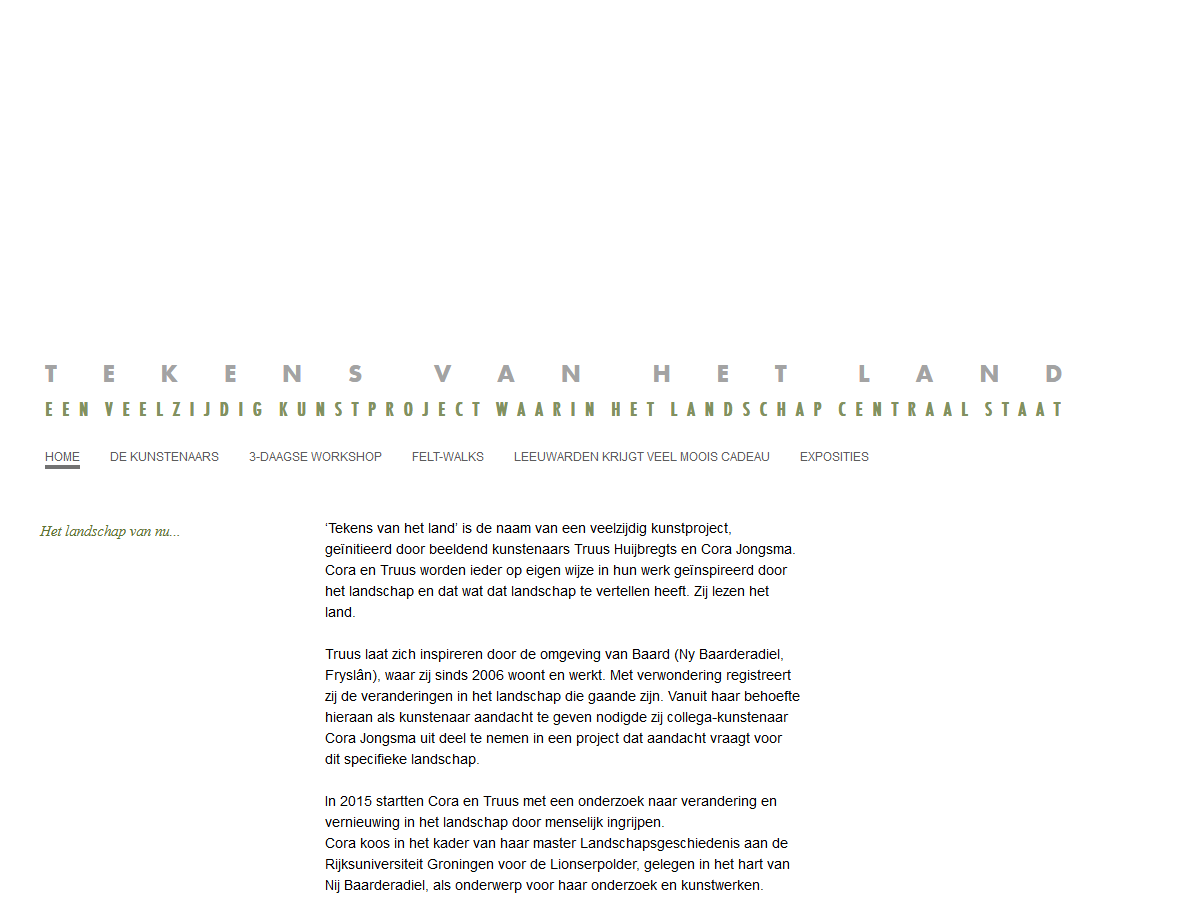 TEKENS VAN HET LAND
EEN VEELZIJDIG KUNSTPROJECT WAARIN HET LANDSCHAP CENTRAAL STAAT
HOME DE KUNSTENAARS 3-DAAGSE WORKSHOP FELT-WALKS LEEUWARDEN KRIJGT VEEL MOOIS CADEAU EXPOSITIES
Het landschap van nu...
‘Tekens van het land’ is de naam van een veelzijdig kunstproject,
geïnitieerd door beeldend kunstenaars Truus Huijbregts en Cora Jongsma.
Cora en Truus worden ieder op eigen wijze in hun werk geïnspireerd door
het landschap en dat wat dat landschap te vertellen heeft. Zij lezen het
land.
Truus laat zich inspireren door de omgeving van Baard (Ny Baarderadiel,
Fryslân), waar zij sinds 2006 woont en werkt. Met verwondering registreert
zij de veranderingen in het landschap die gaande zijn. Vanuit haar behoefte
hieraan als kunstenaar aandacht te geven nodigde zij collega-kunstenaar
Cora Jongsma uit deel te nemen in een project dat aandacht vraagt voor
dit specifieke landschap.
In 2015 startten Cora en Truus met een onderzoek naar verandering en
vernieuwing in het landschap door menselijk ingrijpen.
Cora koos in het kader van haar master Landschapsgeschiedenis aan de
Rijksuniversiteit Groningen voor de Lionserpolder, gelegen in het hart van
Nij Baarderadiel, als onderwerp voor haar onderzoek en kunstwerken.